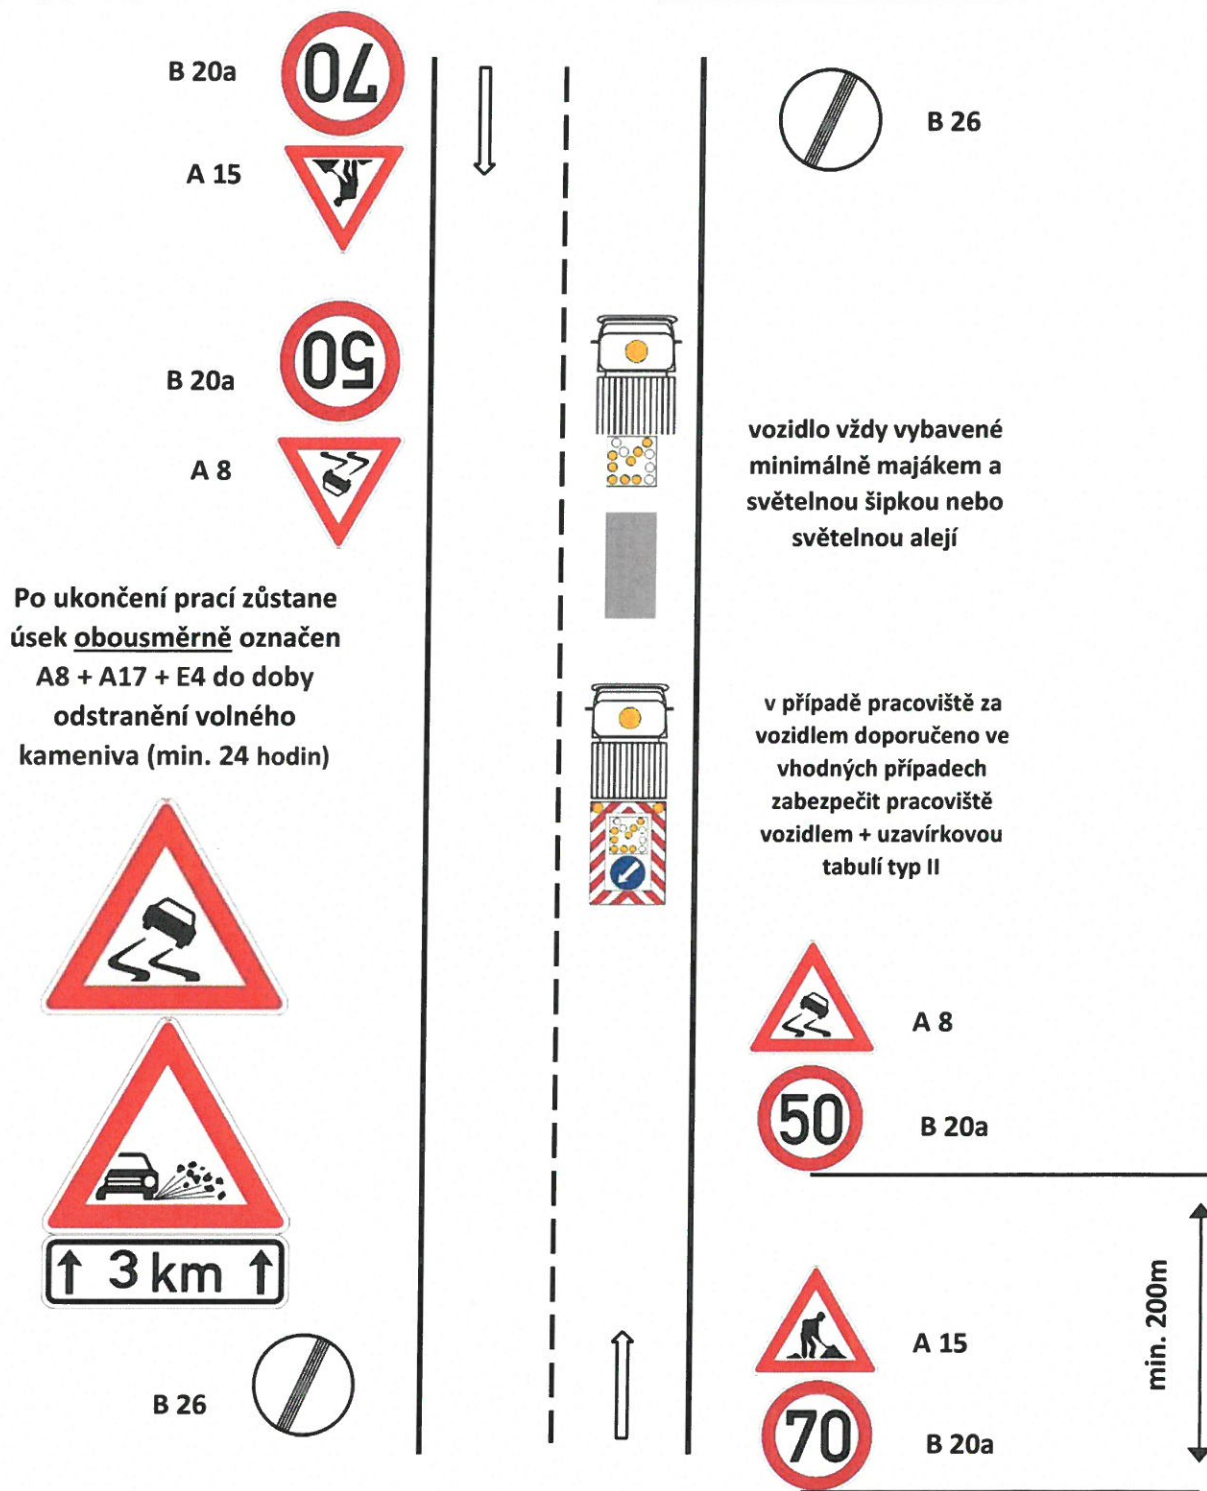 B 20a
70
A 15
B 26
B 20a
50
A 8
vozidlo vždy vybavené
minimálně majákem a
světelnou šipkou nebo
světelnou alejí
Po ukončení prací zůstane
úsek obousměrně označen
A8 + A17 + E4 do doby
odstranění volného
kameniva (min. 24 hodin)
v případě pracoviště za
vozidlem doporučeno ve
vhodných případech
zabezpečit pracoviště
vozidlem + uzavírkovou
tabulí typ II
A 8
50
B 20a
3 km
min. 200m
A 15
B 26
70
B 20a